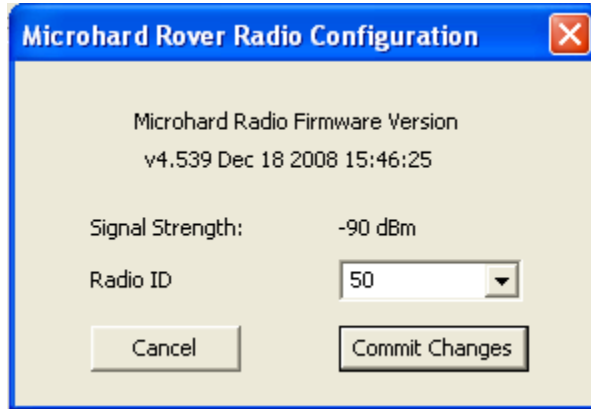 Microhard Rover Radio Configuration
Microhard Radio Firmware Version
v4.539 Dec 18 2008 15:46:25
Signal Strength: -90 dBm
Radio ID 50
Cancel Commit Changes